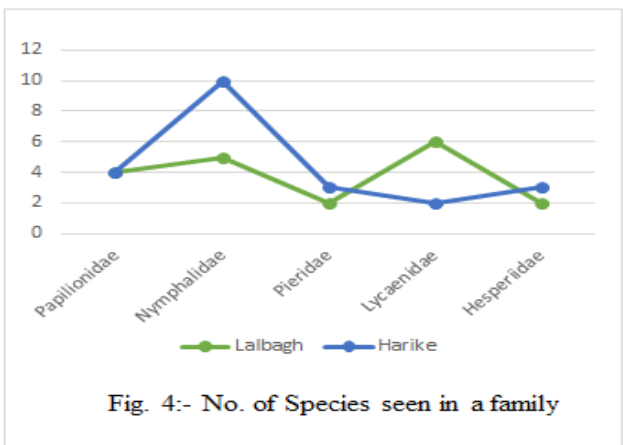 12
10
8
6
4
2
0
Papilionidae
Nymphalidae
Pieridae
Lycaenidae
Hesperiidae
Lalbagh Harike
Fig. 4:- No. of Species seen in a family